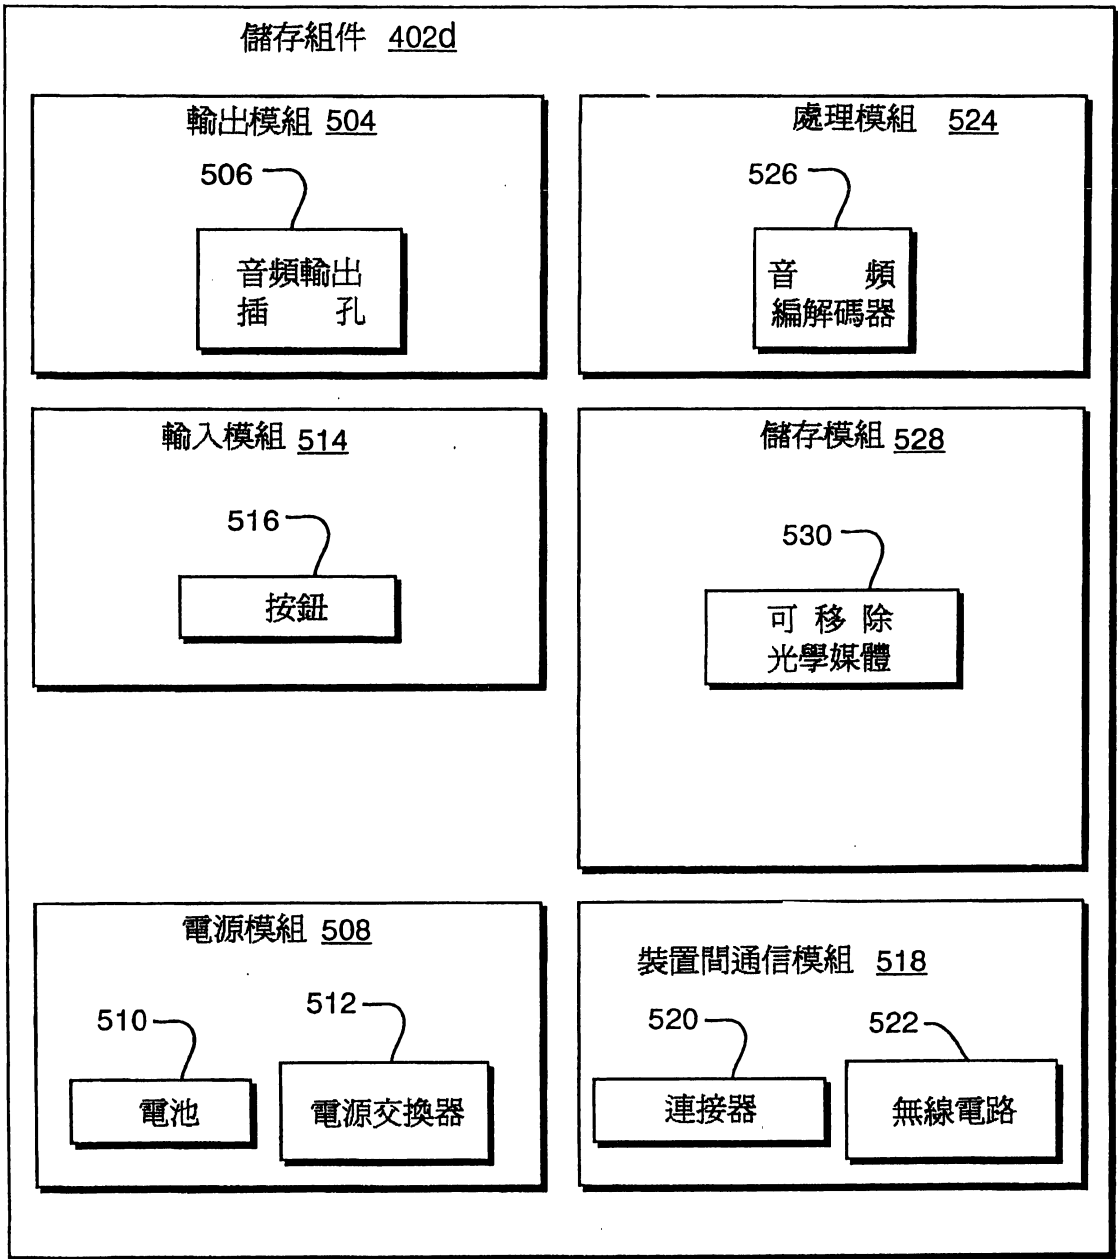 儲存組件 402d
輸出模組 504
506
音頻輸出
插 孔
處理模組 524
526
音 頻
編解碼器
輸入模組 514
516
按鈕
儲存模組 528
530
可 移 除
光學媒體
電源模組 508
510
電池
512
電源交換器
裝置間通信模組 518
520
連接器
522
無線電路